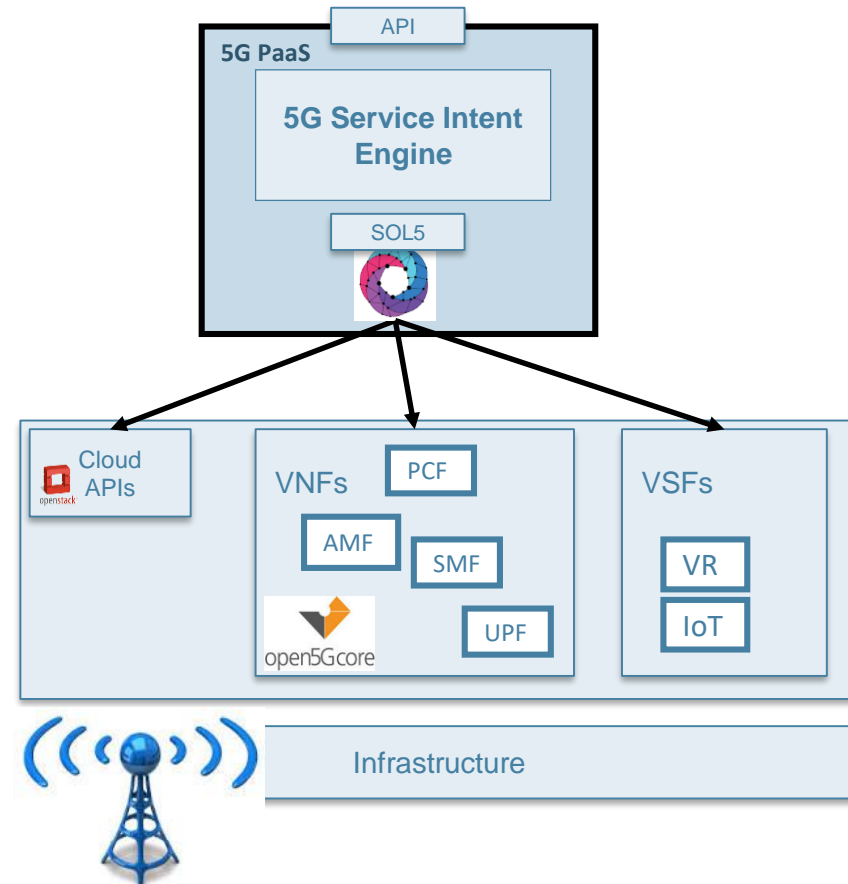 API
5G PaaS
5G Service Intent
Engine
SOL5
Cloud
APIs
openstack
VNFs
PCF
AMF
SMF
UPF
open5Gcore
VSFs
VR
IoT
Infrastructure